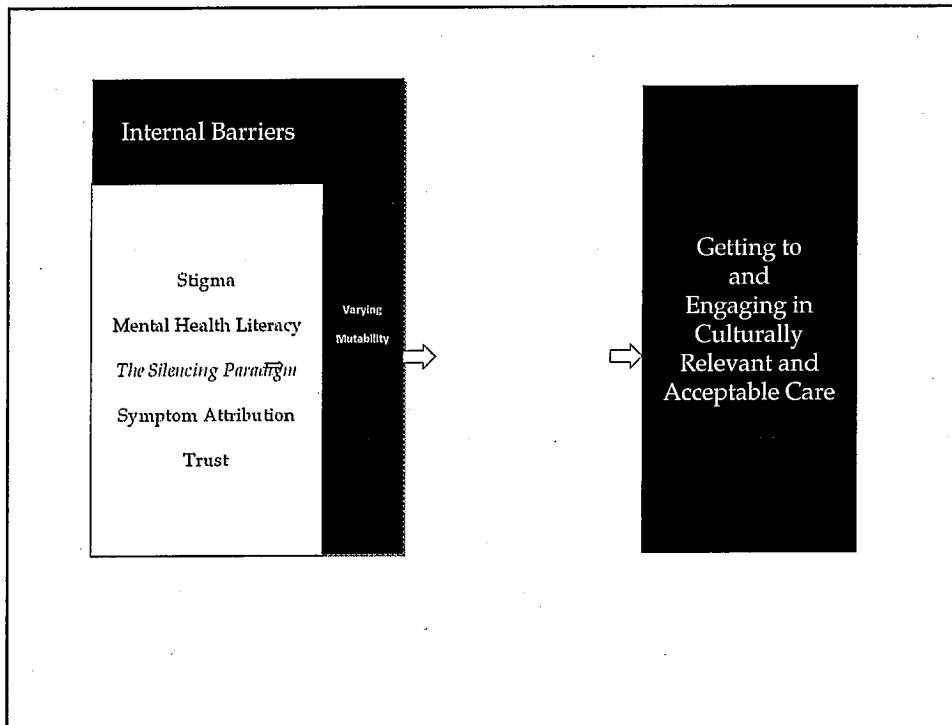 Internal Barriers
Stigma
Mental Health Literacy
The Silencing Paradigm
Symptom Attribution
Trust
Varying
Mutability
Getting to
and
Engaging in
Culturally
Relevant and
Acceptable Care